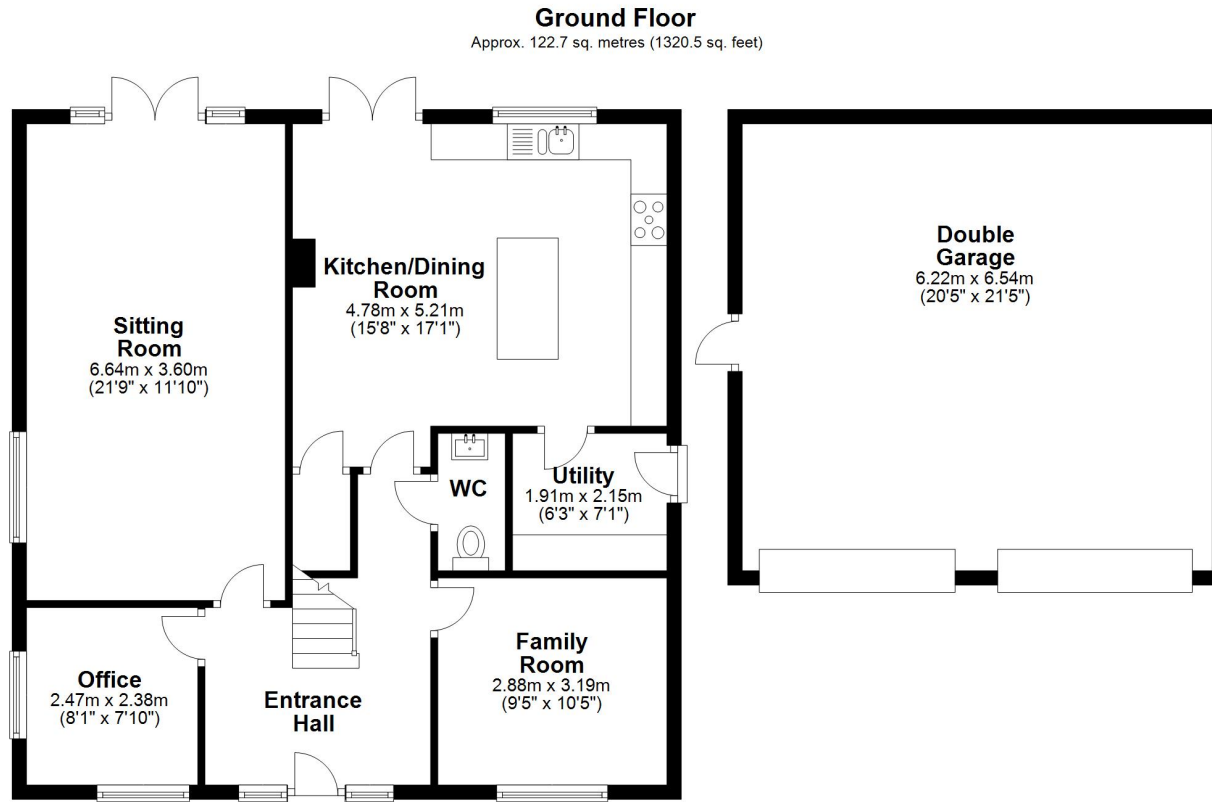 Ground Floor
Approx. 122.7 sq. metres (1320.5 sq. feet)
Kitchen/Dining
Room
4.78m x 5.21m
(15'8" x 17'1")
Double
Garage
6.22m x 6.54m
(20'5" x 21'5")
Sitting
Room
6.64m x 3.60m
(21'9" x 11'10")
WC
Utility
1.91m x 2.15m
(6'3" x 7'1")
Office
2.47m x 2.38m
(8'1" x 7'10")
Entrance
Hall
Family
Room
2.88m x 3.19m
(9'5" x 10'5")